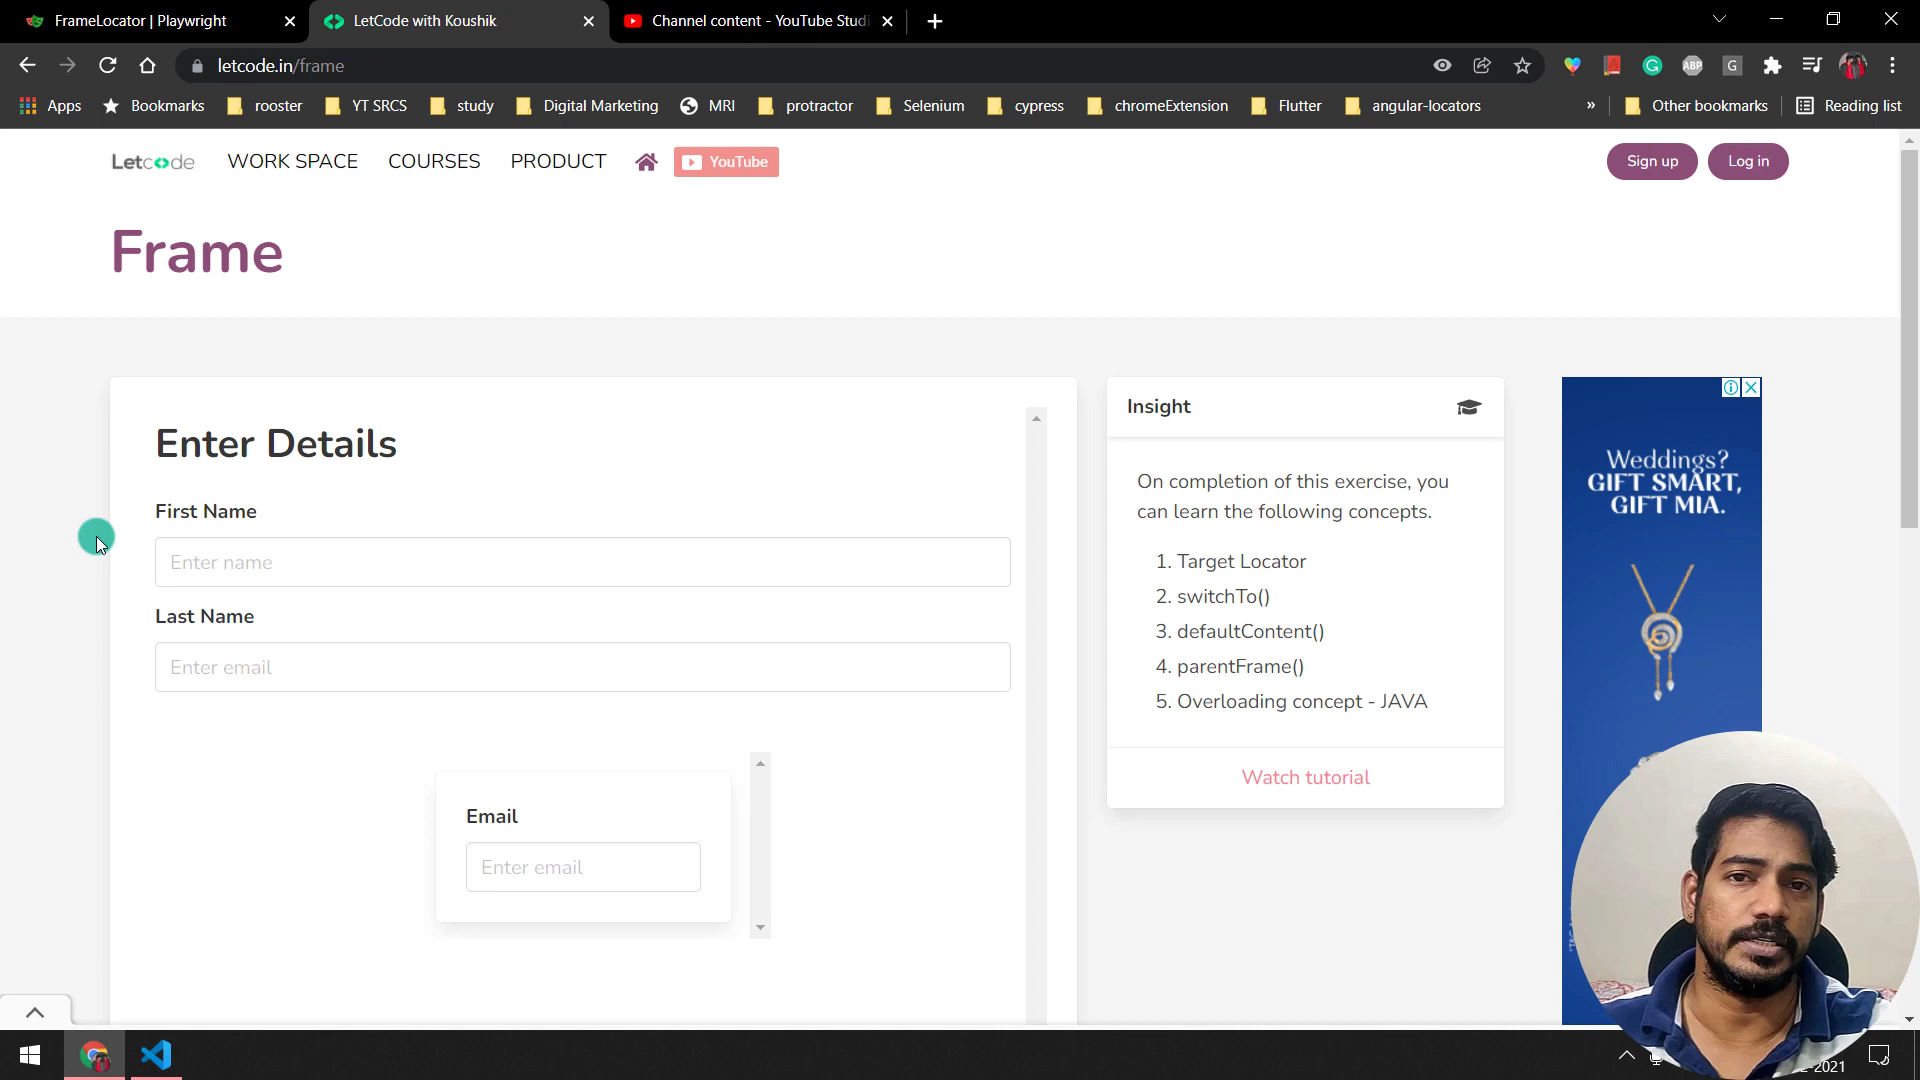 FrameLocator | Playwright
LetCode with Koushik
Channel content - YouTube Studi
letcode.in/frame
ABP
G
Apps
Bookmarks
rooster
YT SRCS
study
Digital Marketing
MRI
protractor
Selenium
cypress
chromeExtension
Flutter
angular-locators
»
Other bookmarks
Reading list
Letcode
WORK SPACE
COURSES
PRODUCT
YouTube
Sign up
Log in
Frame
Enter Details
First Name
Enter name
Last Name
Enter email
Email
Enter email
Insight
On completion of this exercise, you
can learn the following concepts.
1. Target Locator
2. switchTo()
3. defaultContent()
4. parentFrame()
5. Overloading concept - JAVA
Watch tutorial
Weddings?
GIFT SMART,
GIFT MIA.
-2021